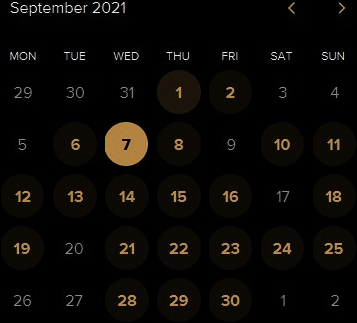 September 2021
MON TUE WED THU FRI SAT SUN
29 30 31 1 2 3 4
5 6 7 8 9 10 11
12 13 14 15 16 17 18
19 20 21 22 23 24 25
26 27 28 29 30 1 2